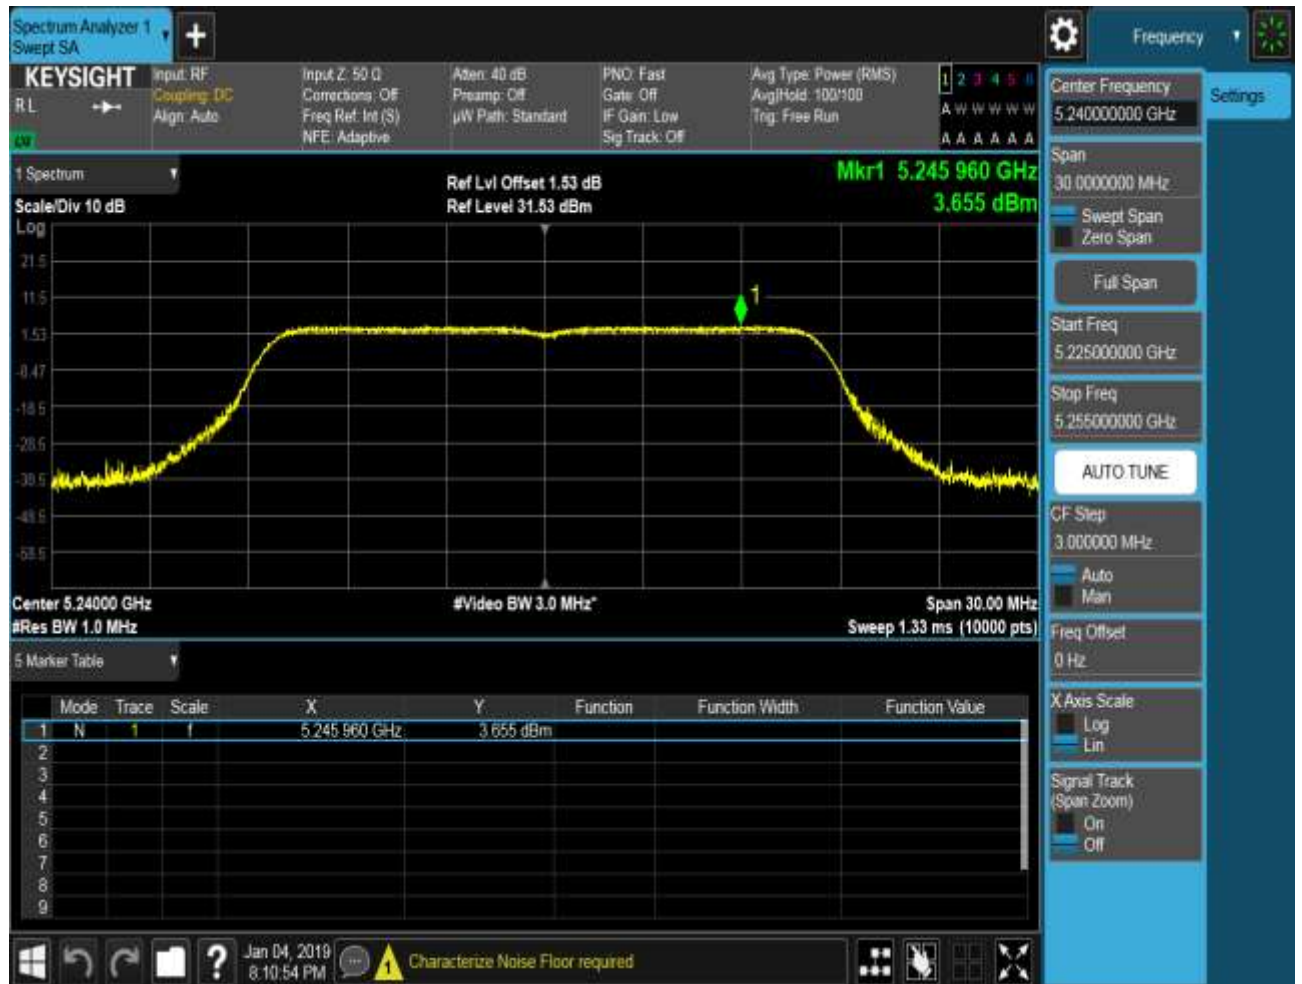 Spectrum Analyzer 1
Swept SA
+
Frequency
KEYSIGHT
RL
Input: RF
Coupling: DC
Align: Auto
Input Z: 50 Ω
Corrections: Off
Freq Ref: Int (S)
NFE: Adaptive
Atten: 40 dB
Preamp: Off
µW Path: Standard
PNO: Fast
Gate: Off
IF Gain: Low
Sig Track: Off
Avg Type: Power (RMS)
Avg|Hold: 100/100
Trig: Free Run
1 2 3 4 5 6
A W W W W W
A A A A A A
1 Spectrum
Scale/Div 10 dB
Ref Lvl Offset 1.53 dB
Ref Level 31.53 dBm
Mkr1 5.245 960 GHz
3.655 dBm
Log
21.5
11.5
1.53
-8.47
-18.5
-28.5
-38.5
-48.5
-58.5
1
Center 5.24000 GHz
#Res BW 1.0 MHz
#Video BW 3.0 MHz*
Span 30.00 MHz
Sweep 1.33 ms (10000 pts)
5 Marker Table
Mode Trace Scale X Y Function Function Width Function Value
1 N 1 f 5.245 960 GHz 3.655 dBm
2
3
4
5
6
7
8
9
Center Frequency
5.240000000 GHz
Settings
Span
30.0000000 MHz
Swept Span
Zero Span
Full Span
Start Freq
5.225000000 GHz
Stop Freq
5.255000000 GHz
AUTO TUNE
CF Step
3.000000 MHz
Auto
Man
Freq Offset
0 Hz
X Axis Scale
Log
Lin
Signal Track
(Span Zoom)
On
Off
?
Jan 04, 2019
8:10:54 PM
1
Characterize Noise Floor required